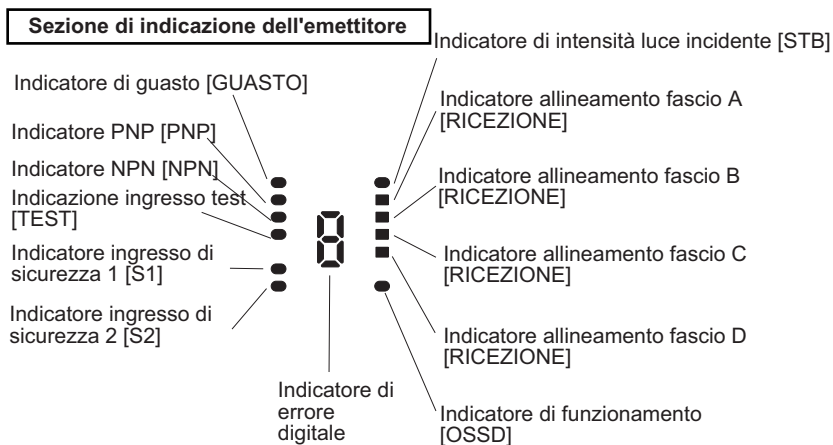 Sezione di indicazione dell'emettitore
Indicatore di intensità luce incidente [STB]
Indicatore di guasto [GUASTO]
Indicatore allineamento fascio A
[RICEZIONE]
Indicatore PNP [PNP]
Indicatore NPN [NPN]
Indicatore allineamento fascio B
[RICEZIONE]
Indicazione ingresso test
[TEST]
Indicatore ingresso di
sicurezza 1 [S1]
Indicatore allineamento fascio C
[RICEZIONE]
Indicatore ingresso di
sicurezza 2 [S2]
Indicatore allineamento fascio D
[RICEZIONE]
Indicatore di
errore
digitale
Indicatore di funzionamento
[OSSD]
8